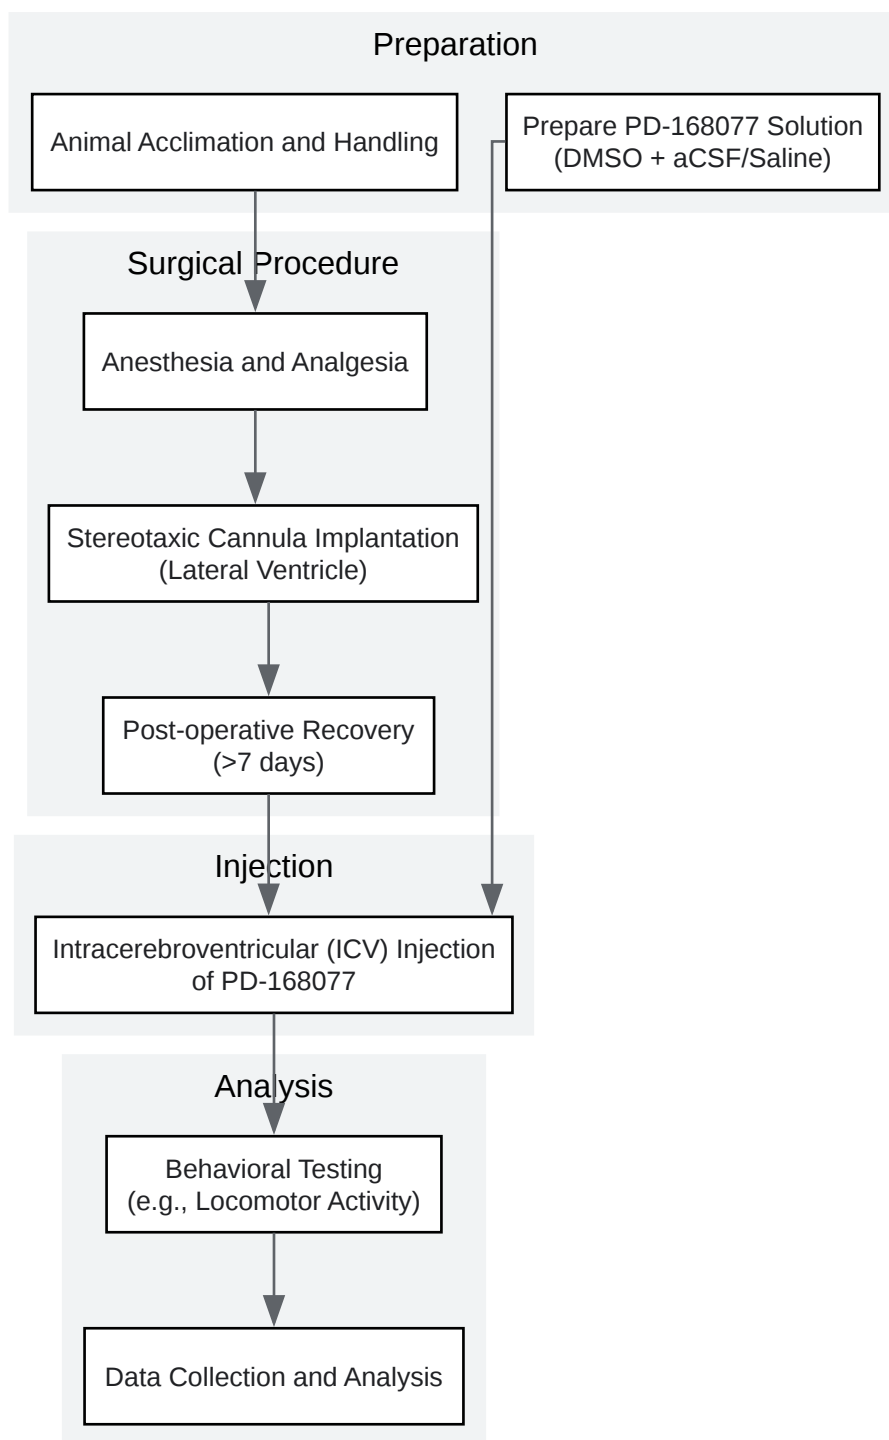 Preparation
Animal Acclimation and Handling
Prepare PD-168077 Solution
(DMSO + aCSF/Saline)
Surgical Procedure
Anesthesia and Analgesia
Stereotaxic Cannula Implantation
(Lateral Ventricle)
Post-operative Recovery
(>7 days)
Injection
Intracerebroventricular (ICV) Injection
of PD-168077
Analysis
Behavioral Testing
(e.g., Locomotor Activity)
Data Collection and Analysis